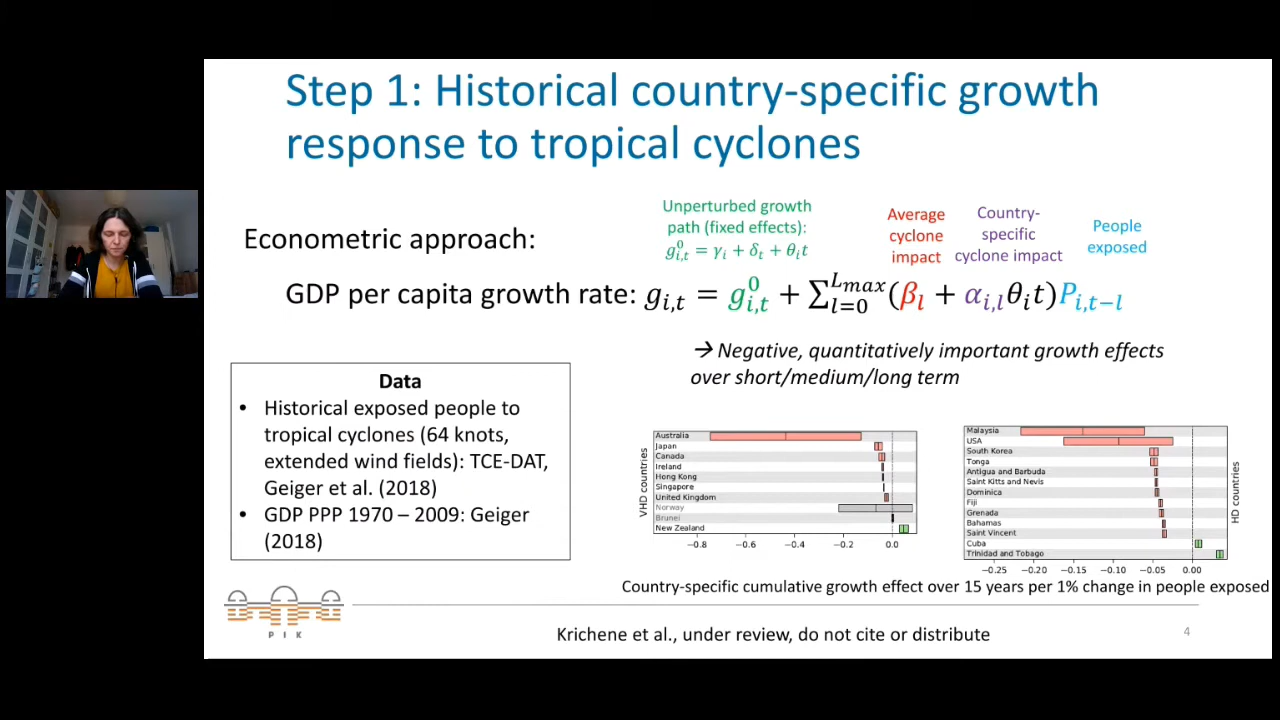 Step 1: Historical country-specific growth
response to tropical cyclones
Unperturbed growth
path (fixed effects):
g⁰ᵢ,ₜ = γᵢ + δₜ + θᵢt
Average
cyclone
impact
Country-
specific
cyclone impact
People
exposed
Econometric approach:
GDP per capita growth rate: gᵢ,ₜ = g⁰ᵢ,ₜ + ∑_{l=0}^{Lmax}(βₗ + αᵢ,ₗθᵢt)Pᵢ,ₜ₋ₗ
→ Negative, quantitatively important growth effects
over short/medium/long term
Data
• Historical exposed people to
tropical cyclones (64 knots,
extended wind fields): TCE-DAT,
Geiger et al. (2018)
• GDP PPP 1970 – 2009: Geiger
(2018)
VHD countries
Australia
Japan
Canada
Ireland
Hong Kong
Singapore
United Kingdom
Norway
Brunei
New Zealand
−0.8 −0.6 −0.4 −0.2 0.0
Malaysia
USA
South Korea
Tonga
Antigua and Barbuda
Saint Kitts and Nevis
Dominica
Fiji
Grenada
Bahamas
Saint Vincent
Cuba
Trinidad and Tobago
−0.25 −0.20 −0.15 −0.10 −0.05 0.00
HD countries
Country-specific cumulative growth effect over 15 years per 1% change in people exposed
P I K
Krichene et al., under review, do not cite or distribute
4